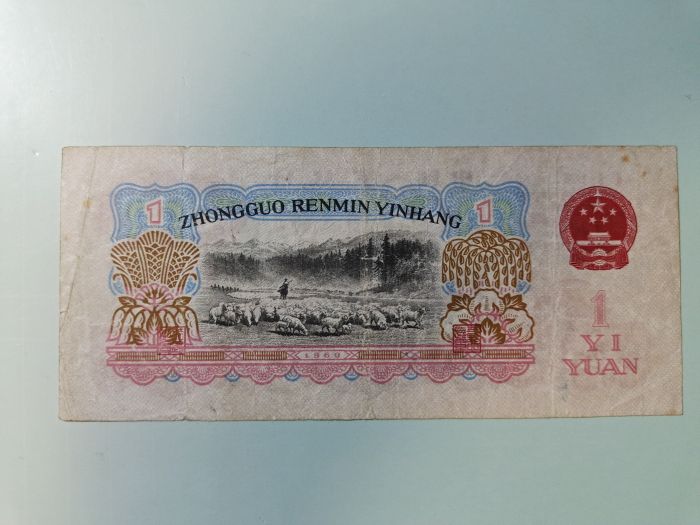 ZHONGGUO RENMIN YINHANG
1
1
1960
1
YI
YUAN